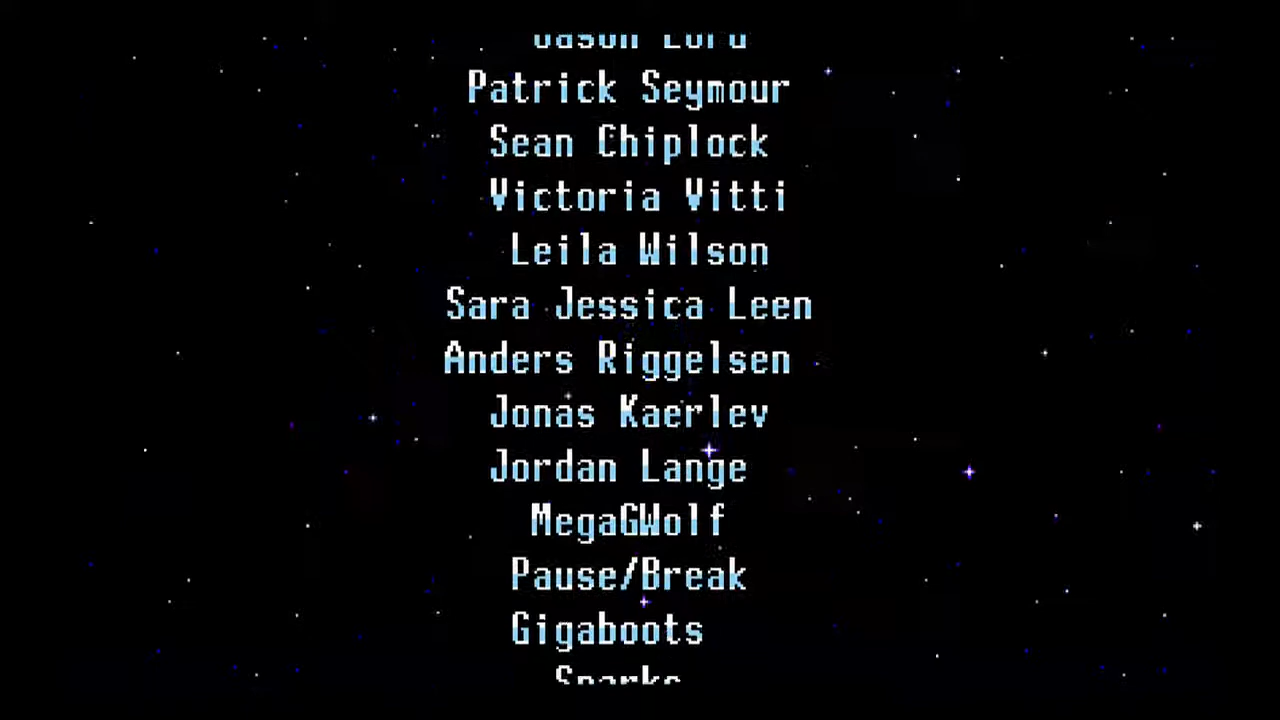 Patrick Seymour
Sean Chiplock
Victoria Vitti
Leila Wilson
Sara Jessica Leen
Anders Riggelsen
Jonas Kaerlev
Jordan Lange
MegaGWolf
Pause/Break
Gigaboots